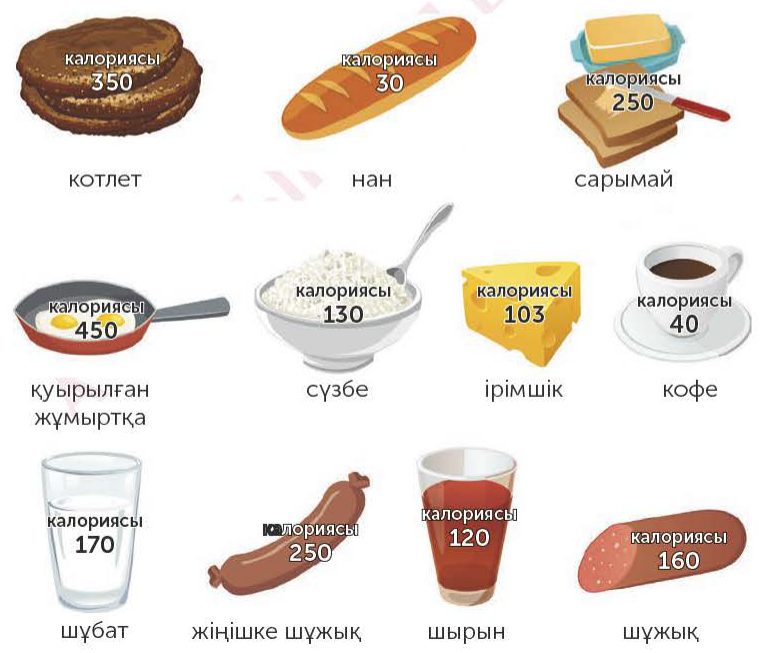 калориясы
350
котлет
калориясы
30
нан
калориясы
250
сарымай
калориясы
450
қуырылған
жұмыртқа
калориясы
130
сүзбе
калориясы
103
ірімшік
калориясы
40
кофе
калориясы
170
шұбат
калориясы
250
жіңішке шұжық
калориясы
120
шырын
калориясы
160
шұжық